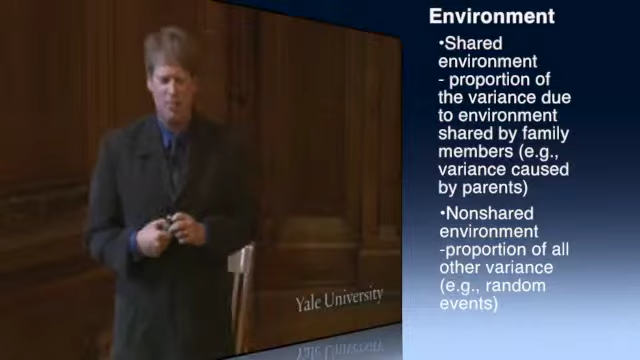 Environment
•Shared
environment
- proportion of
the variance due
to environment
shared by family
members (e.g.,
variance caused
by parents)
•Nonshared
environment
-proportion of all
other variance
(e.g., random
events)
Yale University